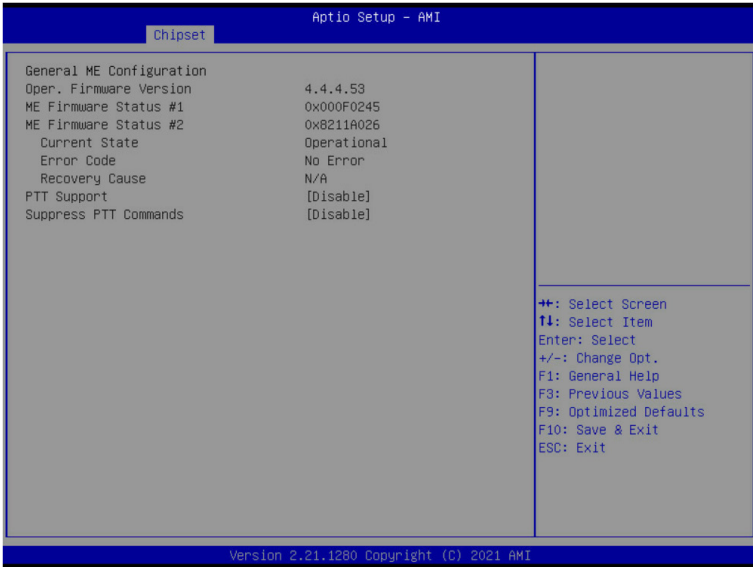 Aptio Setup – AMI
Chipset
General ME Configuration
Oper. Firmware Version 4.4.4.53
ME Firmware Status #1 0x000F0245
ME Firmware Status #2 0x8211A026
Current State Operational
Error Code No Error
Recovery Cause N/A
PTT Support [Disable]
Suppress PTT Commands [Disable]
→←: Select Screen
↑↓: Select Item
Enter: Select
+/-: Change Opt.
F1: General Help
F3: Previous Values
F9: Optimized Defaults
F10: Save & Exit
ESC: Exit
Version 2.21.1280 Copyright (C) 2021 AMI